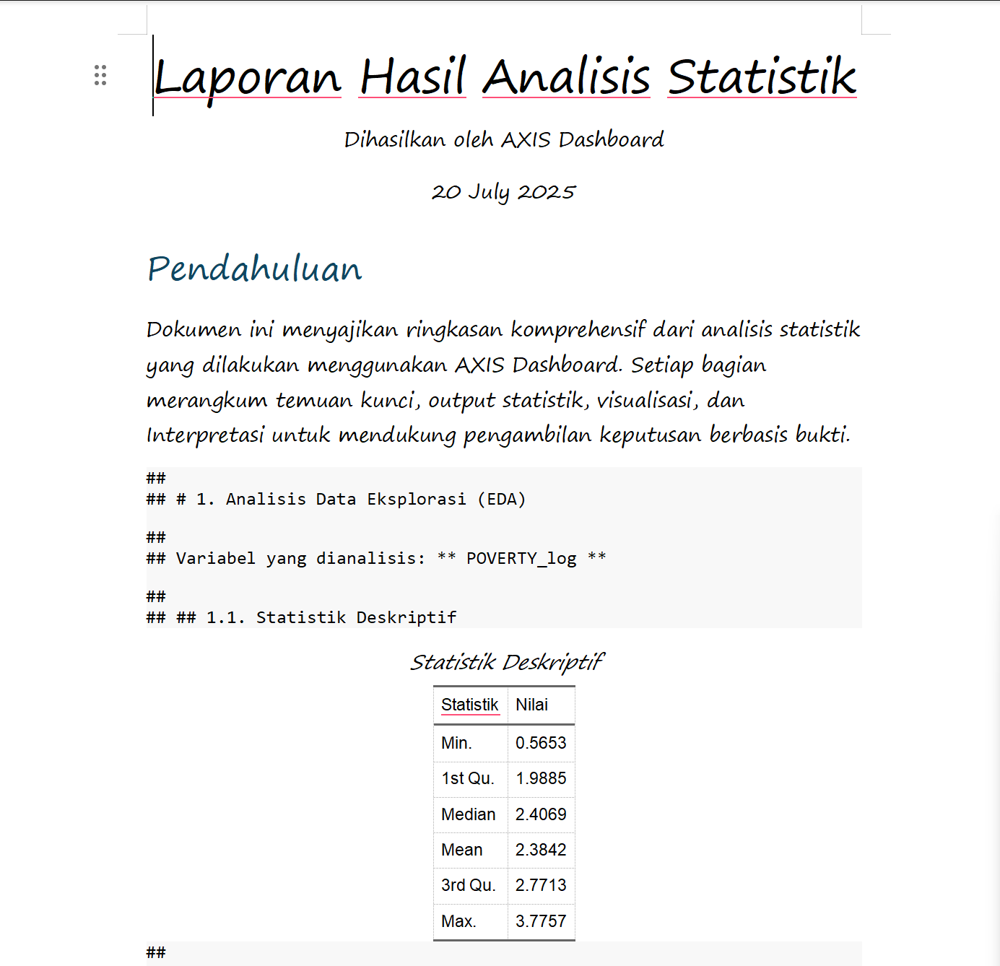 Laporan Hasil Analisis Statistik
Dihasilkan oleh AXIS Dashboard
20 July 2025
Pendahuluan
Dokumen ini menyajikan ringkasan komprehensif dari analisis statistik
yang dilakukan menggunakan AXIS Dashboard. Setiap bagian
merangkum temuan kunci, output statistik, visualisasi, dan
Interpretasi untuk mendukung pengambilan keputusan berbasis bukti.
##
## # 1. Analisis Data Eksplorasi (EDA)
##
## Variabel yang dianalisis: ** POVERTY_log **
##
## ## 1.1. Statistik Deskriptif
Statistik Deskriptif
Statistik Nilai
Min. 0.5653
1st Qu. 1.9885
Median 2.4069
Mean 2.3842
3rd Qu. 2.7713
Max. 3.7757
##